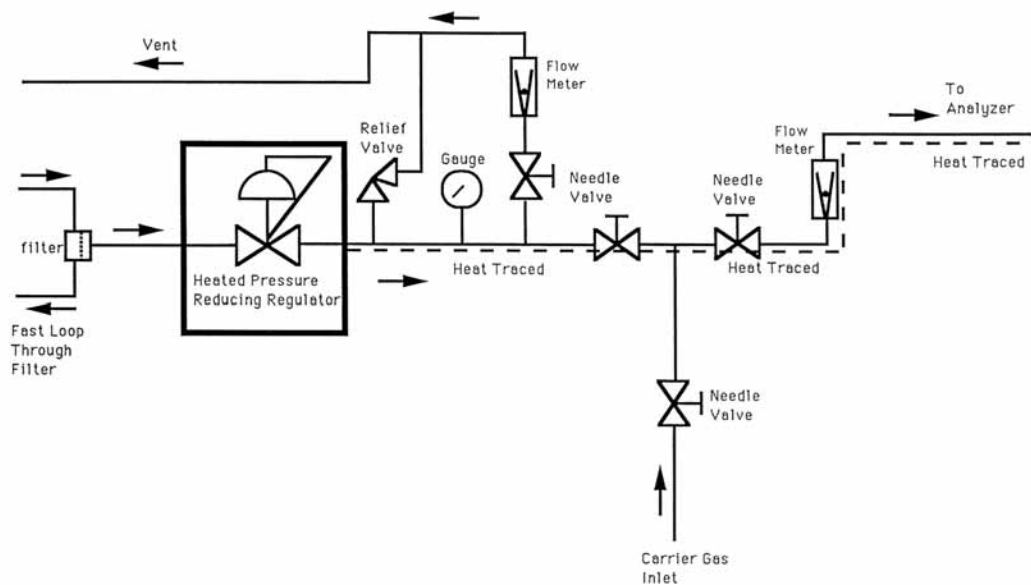 Vent
Flow
Meter
To
Analyzer
Relief
Valve
Gauge
Flow
Meter
Heat Traced
Needle
Valve
Needle
Valve
filter
Heat Traced
Heat Traced
Heated Pressure
Reducing Regulator
Fast Loop
Through
Filter
Needle
Valve
Carrier Gas
Inlet